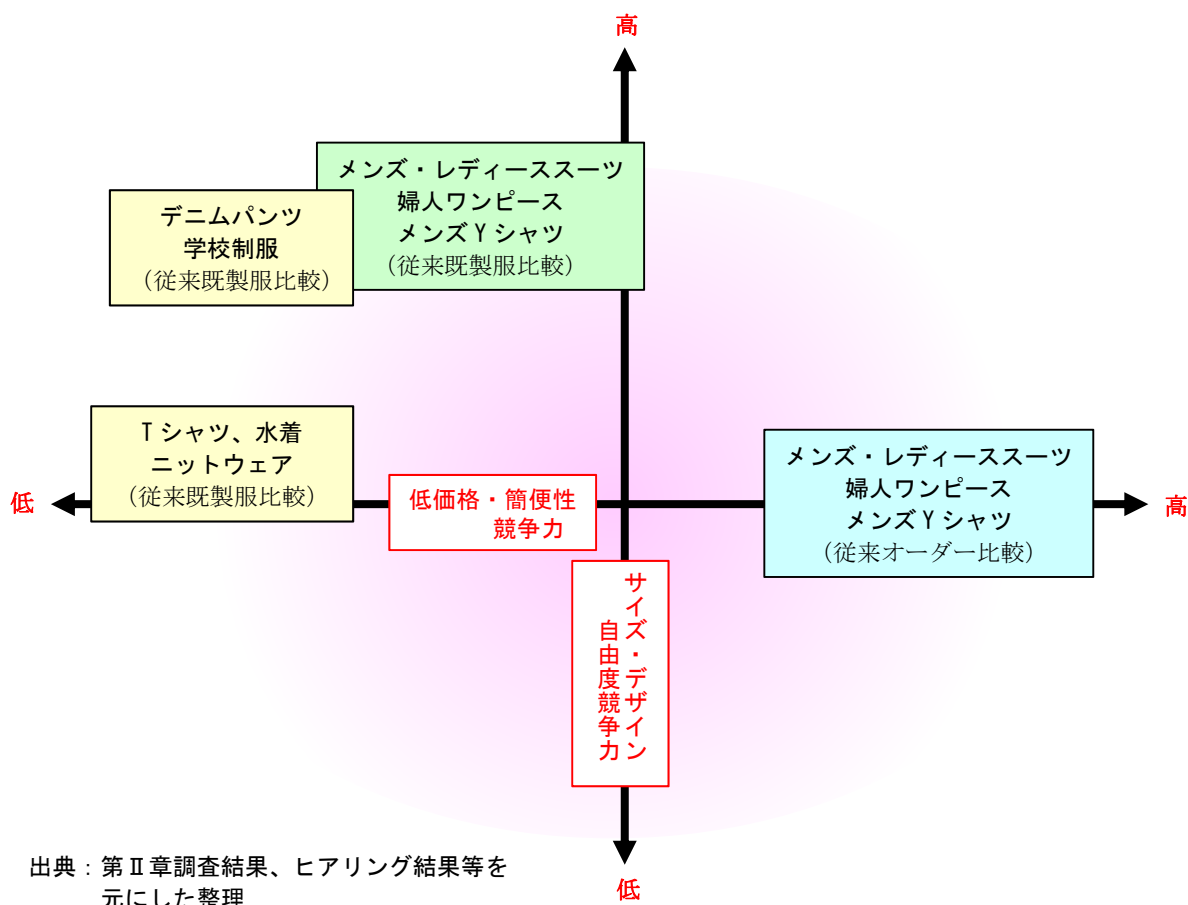 高
メンズ・レディーススーツ
婦人ワンピース
メンズYシャツ
（従来既製服比較）
デニムパンツ
学校制服
（従来既製服比較）
Tシャツ、水着
ニットウェア
（従来既製服比較）
低
低価格・簡便性
競争力
メンズ・レディーススーツ
婦人ワンピース
メンズYシャツ
（従来オーダー比較）
高
サイズ・デザイン
自由度競争力
低
出典：第Ⅱ章調査結果、ヒアリング結果等を
元にした整理